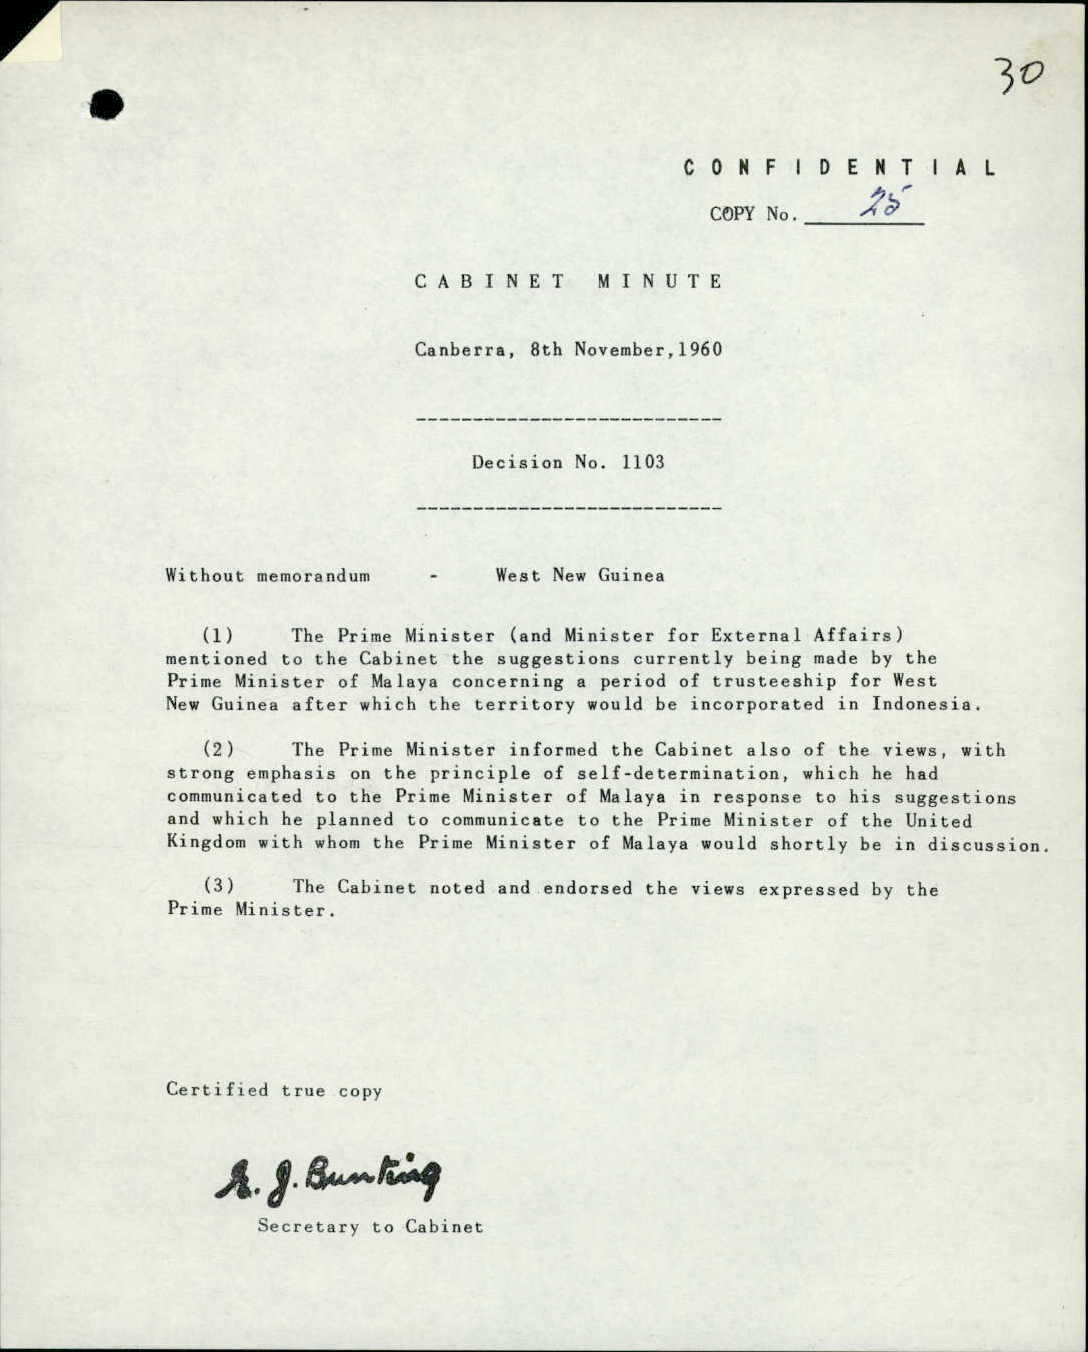 30
CONFIDENTIAL
COPY No. 25
CABINET MINUTE
Canberra, 8th November,1960
---------------------------
Decision No. 1103
---------------------------
Without memorandum - West New Guinea
(1) The Prime Minister (and Minister for External Affairs)
mentioned to the Cabinet the suggestions currently being made by the
Prime Minister of Malaya concerning a period of trusteeship for West
New Guinea after which the territory would be incorporated in Indonesia.
(2) The Prime Minister informed the Cabinet also of the views, with
strong emphasis on the principle of self-determination, which he had
communicated to the Prime Minister of Malaya in response to his suggestions
and which he planned to communicate to the Prime Minister of the United
Kingdom with whom the Prime Minister of Malaya would shortly be in discussion.
(3) The Cabinet noted and endorsed the views expressed by the
Prime Minister.
Certified true copy
E. J. Bunting
Secretary to Cabinet